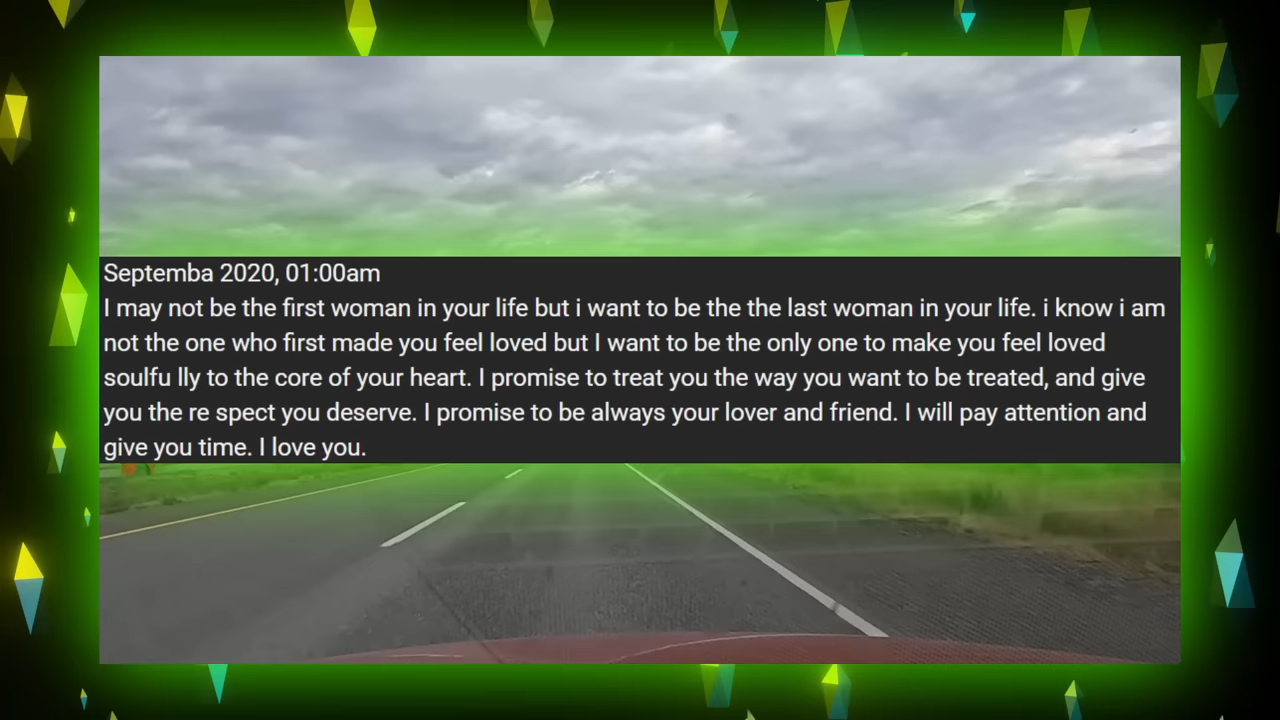 Septemba 2020, 01:00am
I may not be the first woman in your life but i want to be the the last woman in your life. i know i am
not the one who first made you feel loved but I want to be the only one to make you feel loved
soulfu lly to the core of your heart. I promise to treat you the way you want to be treated, and give
you the re spect you deserve. I promise to be always your lover and friend. I will pay attention and
give you time. I love you.